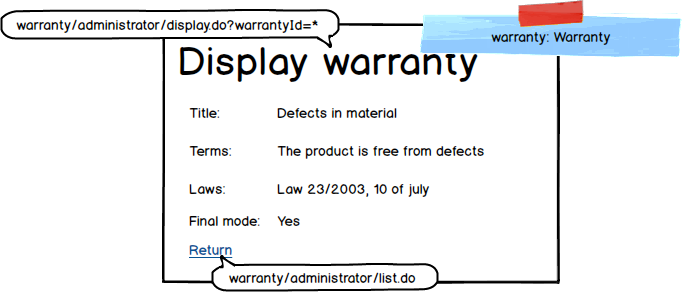 warranty/administrator/display.do?warrantyId=*
warranty: Warranty
Display warranty
Title: Defects in material
Terms: The product is free from defects
Laws: Law 23/2003, 10 of july
Final mode: Yes
Return
warranty/administrator/list.do